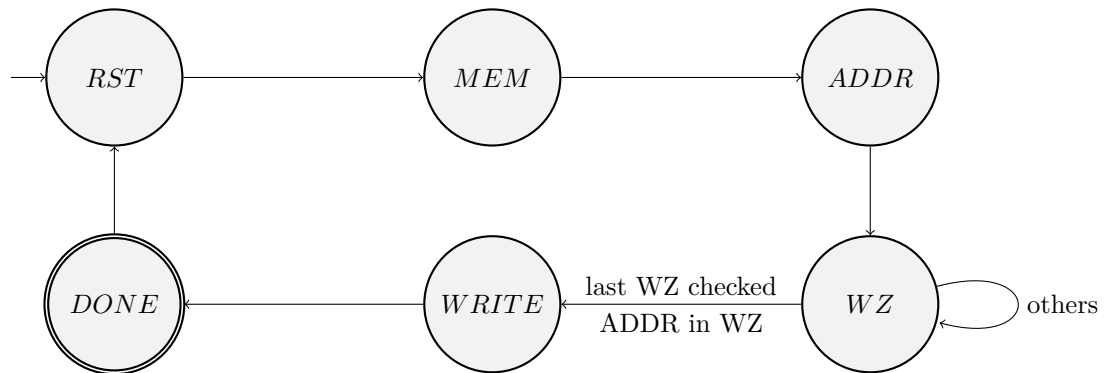 RST
MEM
ADDR
DONE
WRITE
last WZ checked
ADDR in WZ
WZ
others